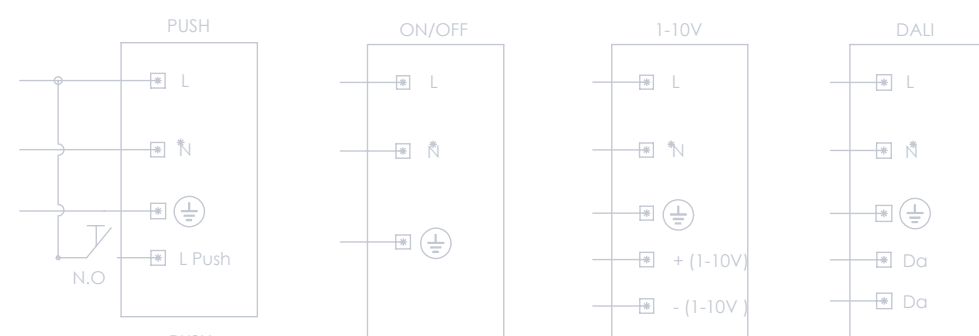 PUSH
L
N
L Push
N.O
ON/OFF
L
N
1-10V
L
N
+ (1-10V)
- (1-10V )
DALI
L
N
Da
Da